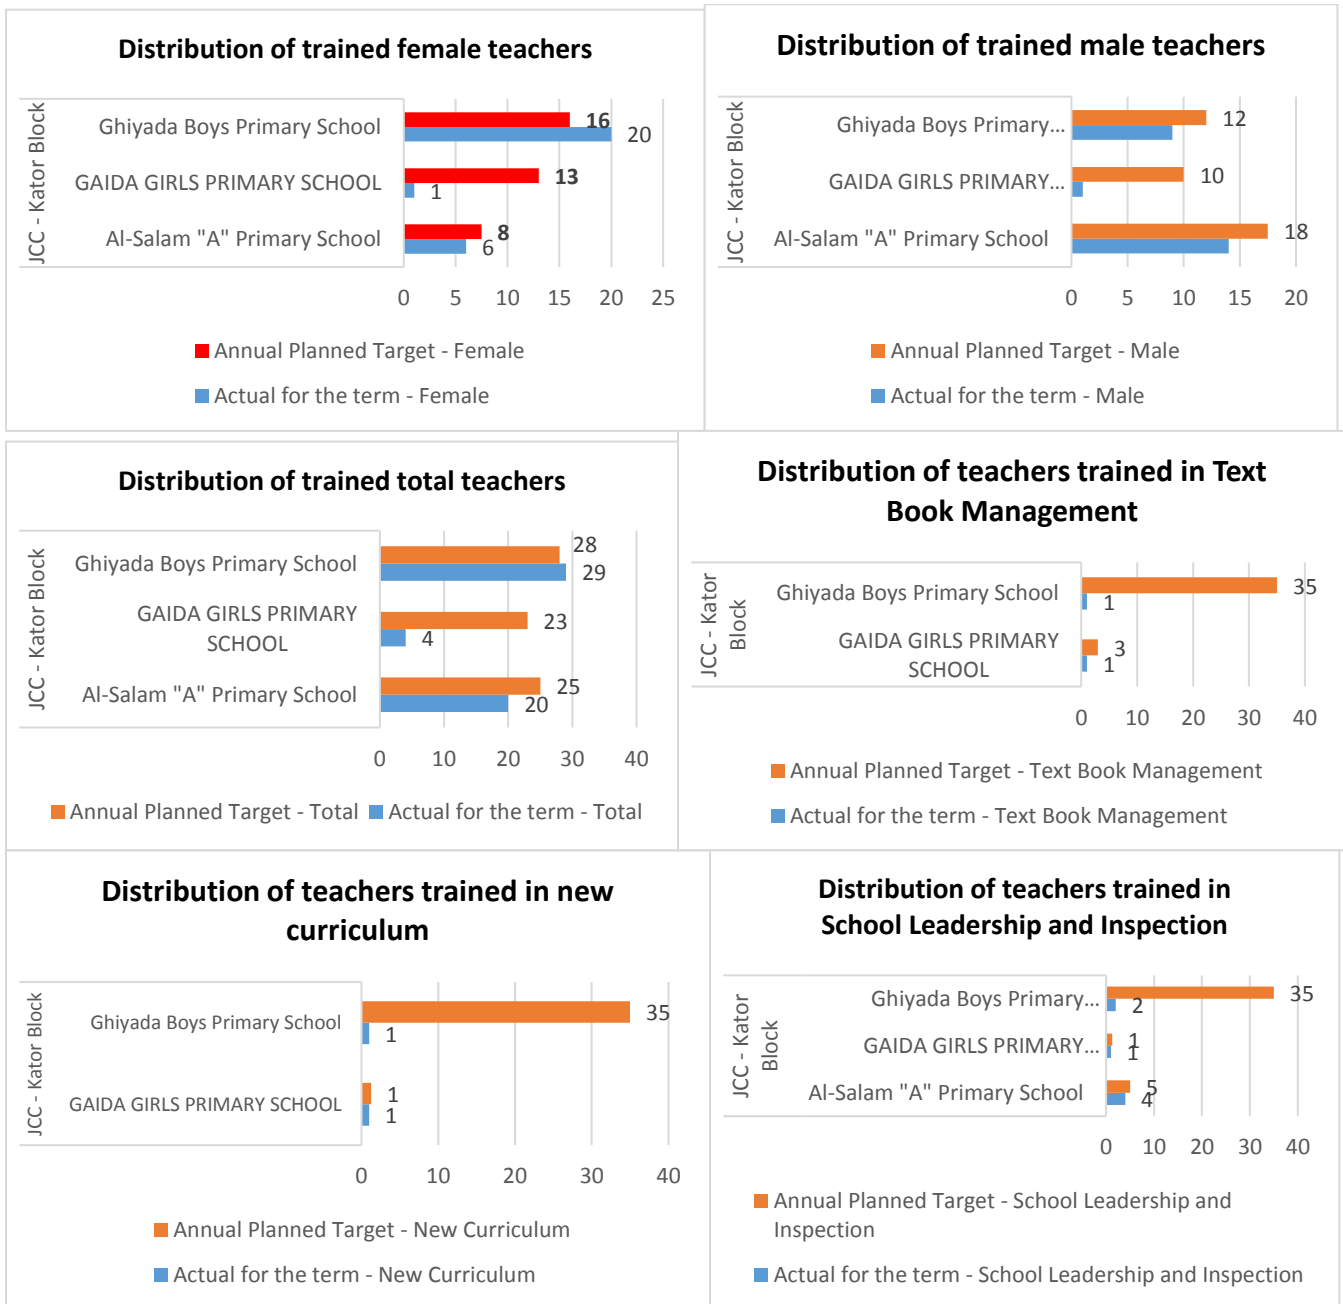 Distribution of trained female teachers
JCC - Kator Block
Ghiyada Boys Primary School
16
20
GAIDA GIRLS PRIMARY SCHOOL
13
1
Al-Salam "A" Primary School
8
6
0 5 10 15 20 25
Annual Planned Target - Female
Actual for the term - Female
Distribution of trained male teachers
JCC - Kator Block
Ghiyada Boys Primary...
12
GAIDA GIRLS PRIMARY...
10
Al-Salam "A" Primary School
18
0 5 10 15 20
Annual Planned Target - Male
Actual for the term - Male
Distribution of trained total teachers
JCC - Kator Block
Ghiyada Boys Primary School
28
29
GAIDA GIRLS PRIMARY
SCHOOL
23
4
Al-Salam "A" Primary School
25
20
0 10 20 30 40
Annual Planned Target - Total Actual for the term - Total
Distribution of teachers trained in Text
Book Management
JCC - Kator
Block
Ghiyada Boys Primary School
35
1
GAIDA GIRLS PRIMARY
SCHOOL
3
1
0 10 20 30 40
Annual Planned Target - Text Book Management
Actual for the term - Text Book Management
Distribution of teachers trained in new
curriculum
JCC - Kator Block
Ghiyada Boys Primary School
35
1
GAIDA GIRLS PRIMARY SCHOOL
1
1
0 10 20 30 40
Annual Planned Target - New Curriculum
Actual for the term - New Curriculum
Distribution of teachers trained in
School Leadership and Inspection
JCC - Kator
Block
Ghiyada Boys Primary...
35
2
GAIDA GIRLS PRIMARY...
1
1
Al-Salam "A" Primary School
5
4
0 10 20 30 40
Annual Planned Target - School Leadership and
Inspection
Actual for the term - School Leadership and Inspection